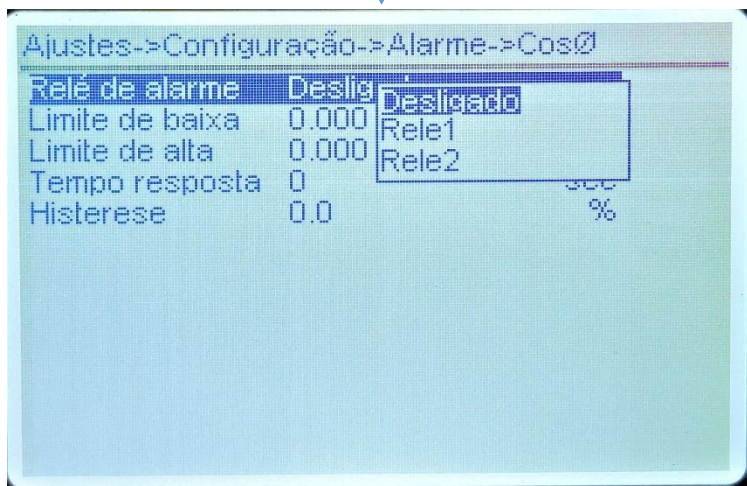 Ajustes->Configuração->Alarme->CosØ
Relé de alarme Deslig
Desligado
Limite de baixa 0.000
Rele1
Limite de alta 0.000
Rele2
Tempo resposta 0
Histerese 0.0 %